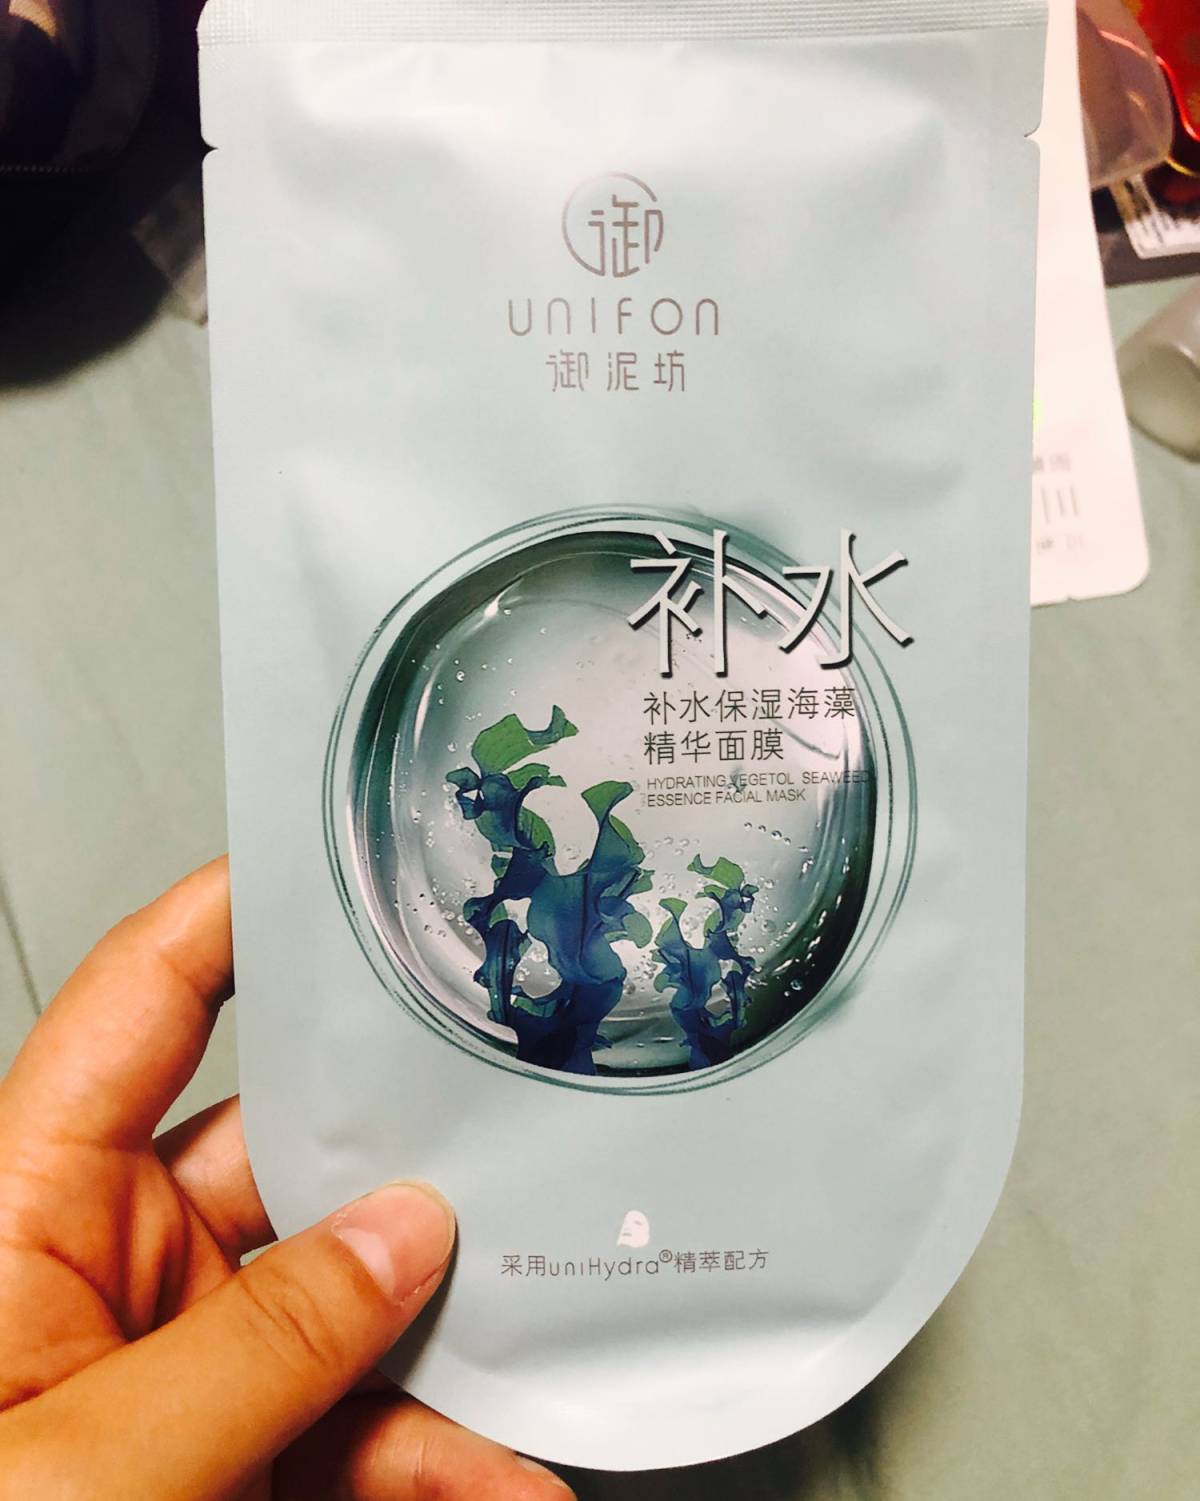 御
UNIFON
御泥坊
补水
补水保湿海藻
精华面膜
HYDRATING VEGETOL SEAWEED
ESSENCE FACIAL MASK
采用uniHydra®精萃配方